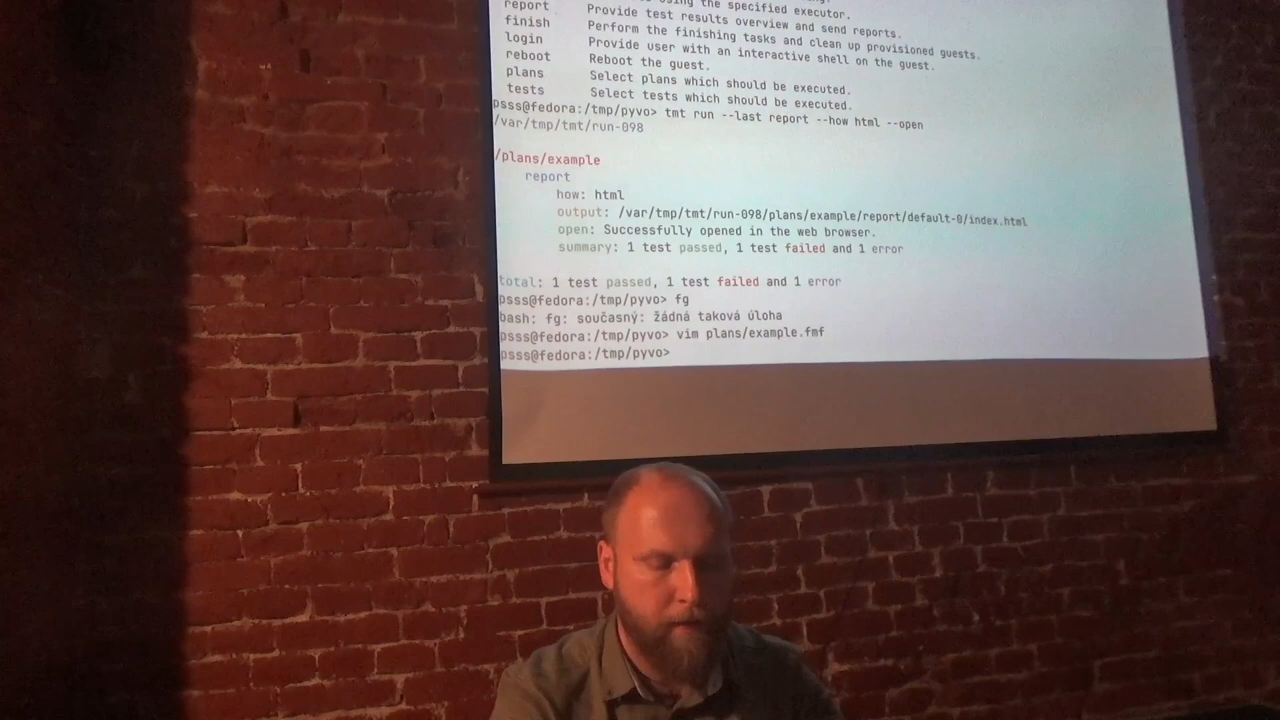 using the specified executor.
report Provide test results overview and send reports.
finish Perform the finishing tasks and clean up provisioned guests.
login Provide user with an interactive shell on the guest.
reboot Reboot the guest.
plans Select plans which should be executed.
tests Select tests which should be executed.
psss@fedora:/tmp/pyvo> tmt run --last report --how html --open
/var/tmp/tmt/run-098
/plans/example
report
how: html
output: /var/tmp/tmt/run-098/plans/example/report/default-0/index.html
open: Successfully opened in the web browser.
summary: 1 test passed, 1 test failed and 1 error
total: 1 test passed, 1 test failed and 1 error
psss@fedora:/tmp/pyvo> fg
bash: fg: současný: žádná taková úloha
psss@fedora:/tmp/pyvo> vim plans/example.fmf
psss@fedora:/tmp/pyvo>